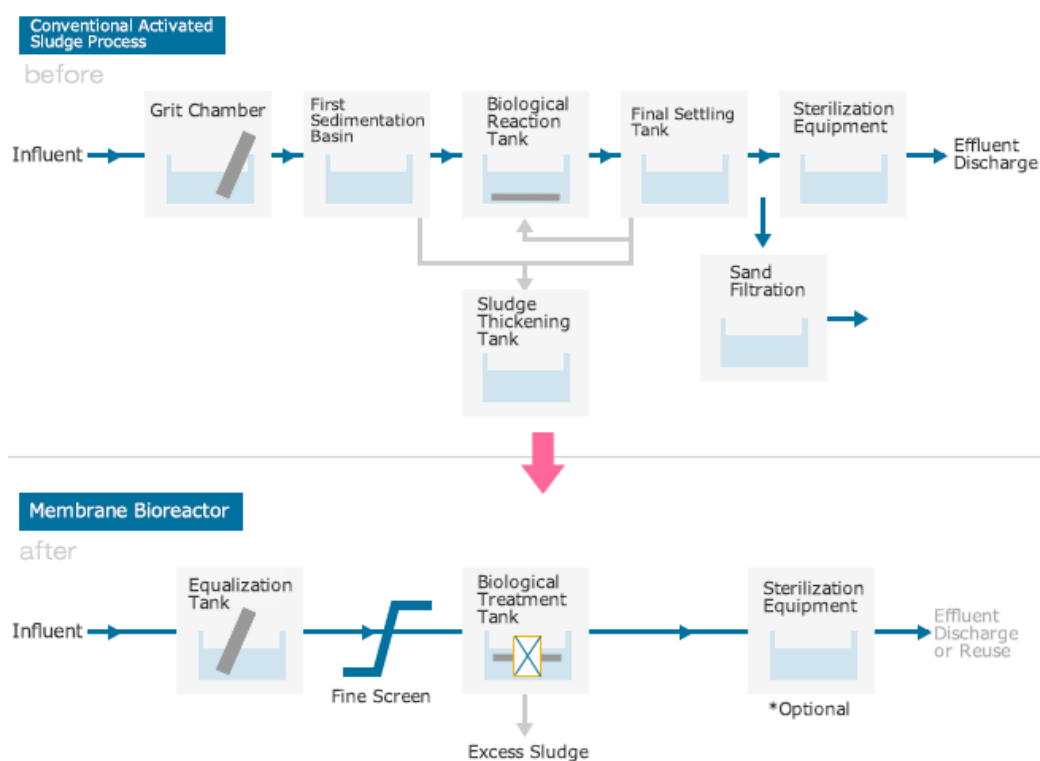 Conventional Activated
Sludge Process
before
Grit Chamber
First
Sedimentation
Basin
Biological
Reaction
Tank
Final Settling
Tank
Sterilization
Equipment
Influent
Effluent
Discharge
Sludge
Thickening
Tank
Sand
Filtration
Membrane Bioreactor
after
Equalization
Tank
Biological
Treatment
Tank
Sterilization
Equipment
Influent
Effluent
Discharge
or Reuse
Fine Screen
*Optional
Excess Sludge